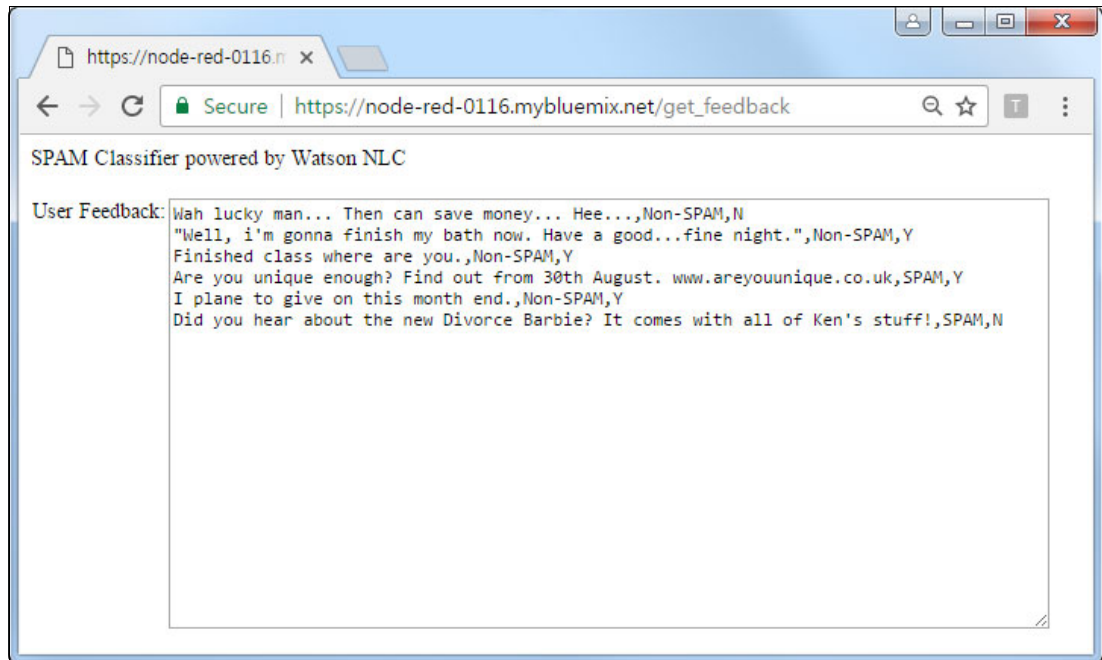 https://node-red-0116.m
Secure | https://node-red-0116.mybluemix.net/get_feedback
T
SPAM Classifier powered by Watson NLC
User Feedback:
Wah lucky man... Then can save money... Hee...,Non-SPAM,N
"Well, i'm gonna finish my bath now. Have a good...fine night.",Non-SPAM,Y
Finished class where are you.,Non-SPAM,Y
Are you unique enough? Find out from 30th August. www.areyouunique.co.uk,SPAM,Y
I plane to give on this month end.,Non-SPAM,Y
Did you hear about the new Divorce Barbie? It comes with all of Ken's stuff!,SPAM,N